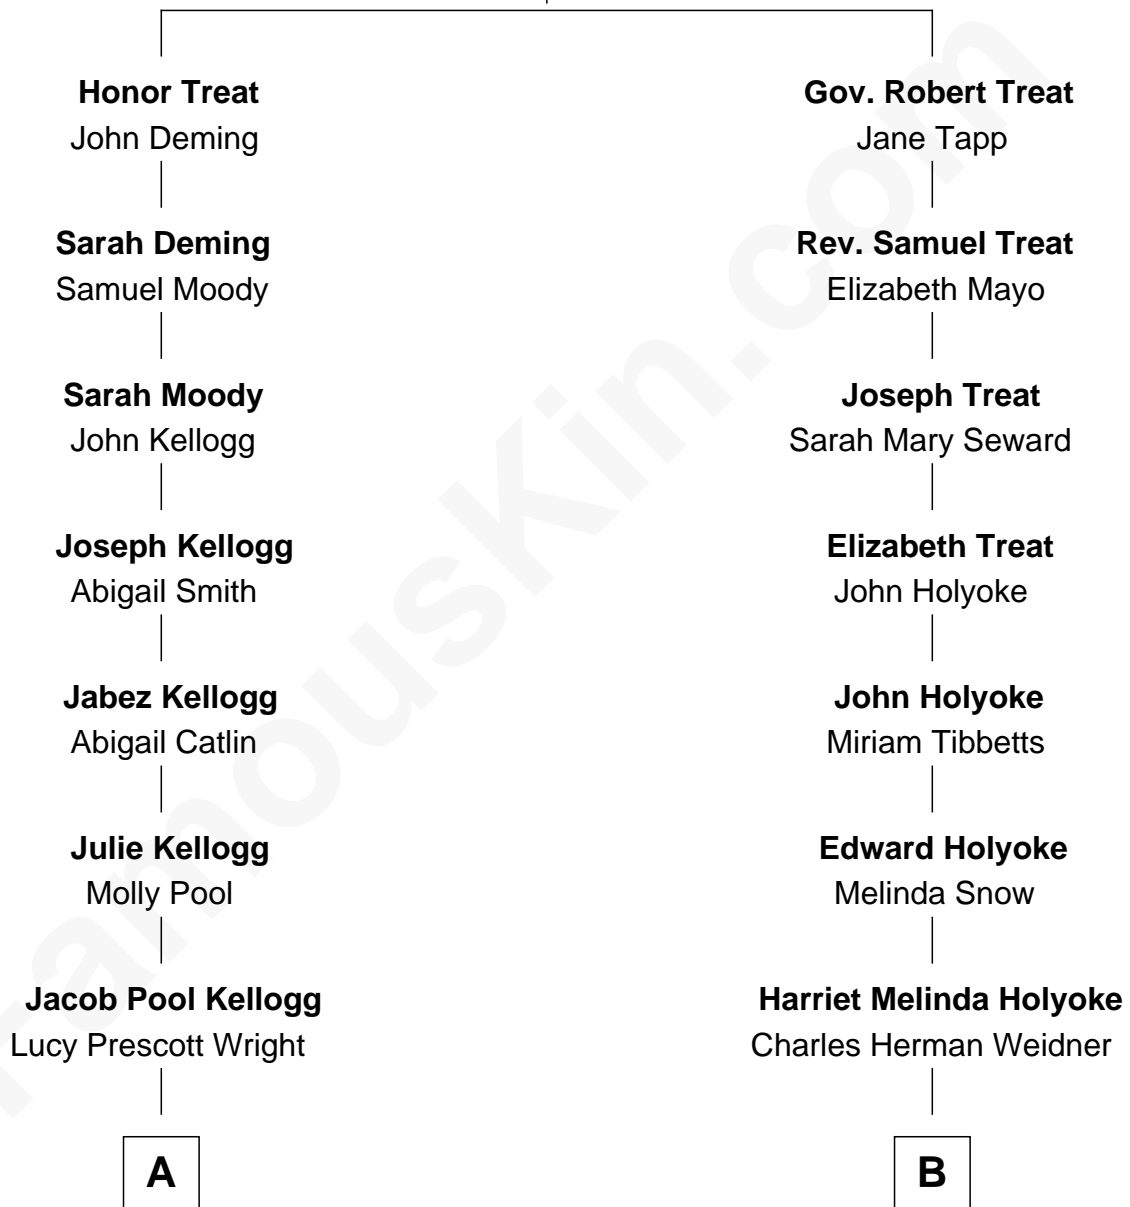 Honor Treat
John Deming
Sarah Deming
Samuel Moody
Sarah Moody
John Kellogg
Joseph Kellogg
Abigail Smith
Jabez Kellogg
Abigail Catlin
Julie Kellogg
Molly Pool
Jacob Pool Kellogg
Lucy Prescott Wright
A
Gov. Robert Treat
Jane Tapp
Rev. Samuel Treat
Elizabeth Mayo
Joseph Treat
Sarah Mary Seward
Elizabeth Treat
John Holyoke
John Holyoke
Miriam Tibbetts
Edward Holyoke
Melinda Snow
Harriet Melinda Holyoke
Charles Herman Weidner
B
FamousKin.com